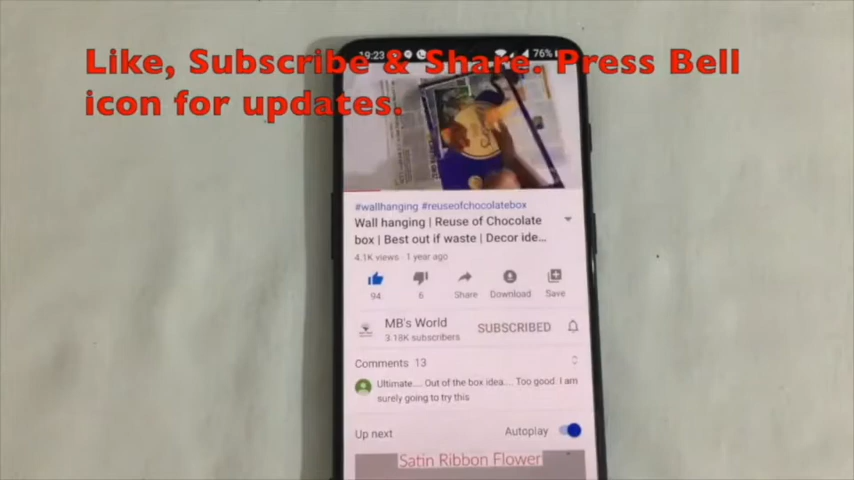 Like, Subscribe & Share. Press Bell
icon for updates.
19:23
76%
#wallhanging #reuseofchocolatebox
Wall hanging | Reuse of Chocolate
box | Best out if waste | Decor ide...
4.1K views · 1 year ago
94
6
Share
Download
Save
MB's World
3.18K subscribers
SUBSCRIBED
Comments 13
Ultimate.... Out of the box idea.... Too good. I am
surely going to try this
Up next
Autoplay
Satin Ribbon Flower